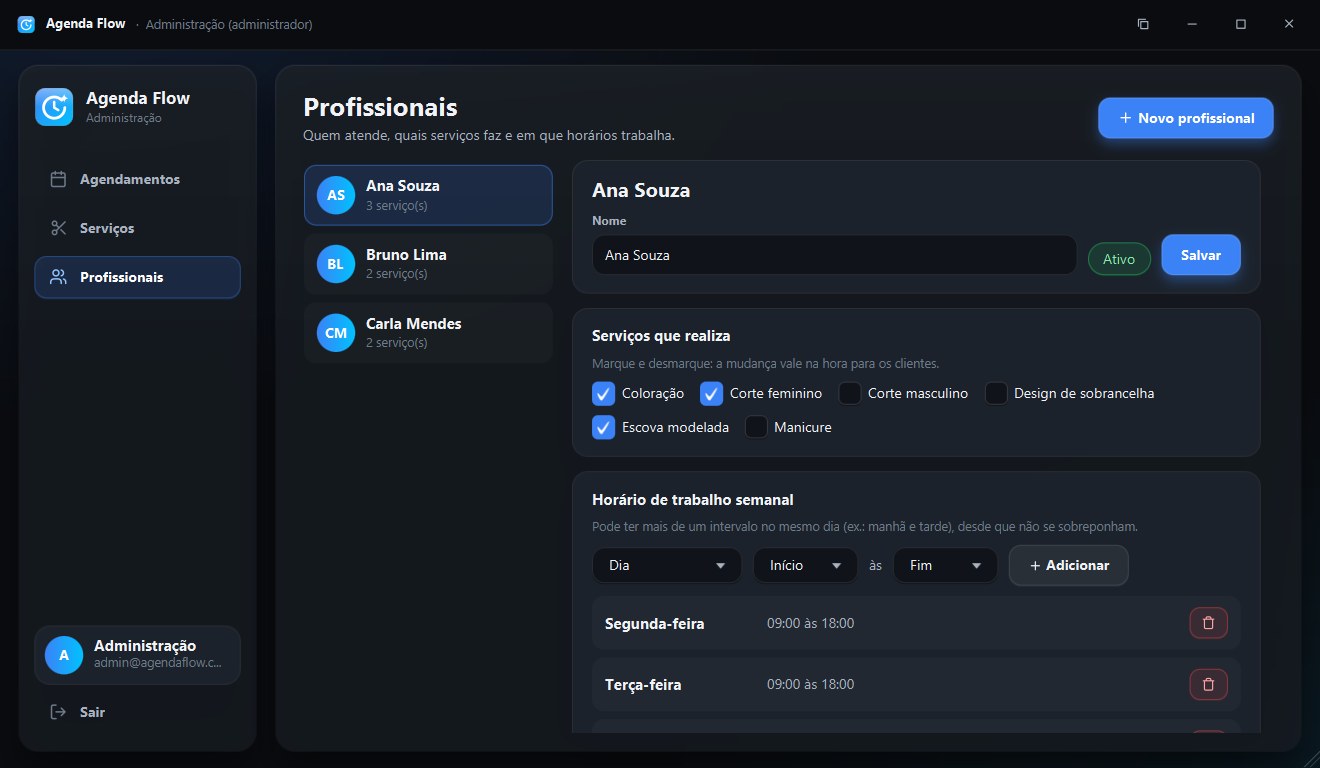 Agenda Flow · Administração (administrador)
Agenda Flow
Administração
Agendamentos
Serviços
Profissionais
A
Administração
admin@agendaflow.c...
Sair
Profissionais
Quem atende, quais serviços faz e em que horários trabalha.
+ Novo profissional
AS
Ana Souza
3 serviço(s)
BL
Bruno Lima
2 serviço(s)
CM
Carla Mendes
2 serviço(s)
Ana Souza
Nome
Ana Souza
Ativo
Salvar
Serviços que realiza
Marque e desmarque: a mudança vale na hora para os clientes.
Coloração Corte feminino Corte masculino Design de sobrancelha
Escova modelada Manicure
Horário de trabalho semanal
Pode ter mais de um intervalo no mesmo dia (ex.: manhã e tarde), desde que não se sobreponham.
Dia Início às Fim + Adicionar
Segunda-feira 09:00 às 18:00
Terça-feira 09:00 às 18:00